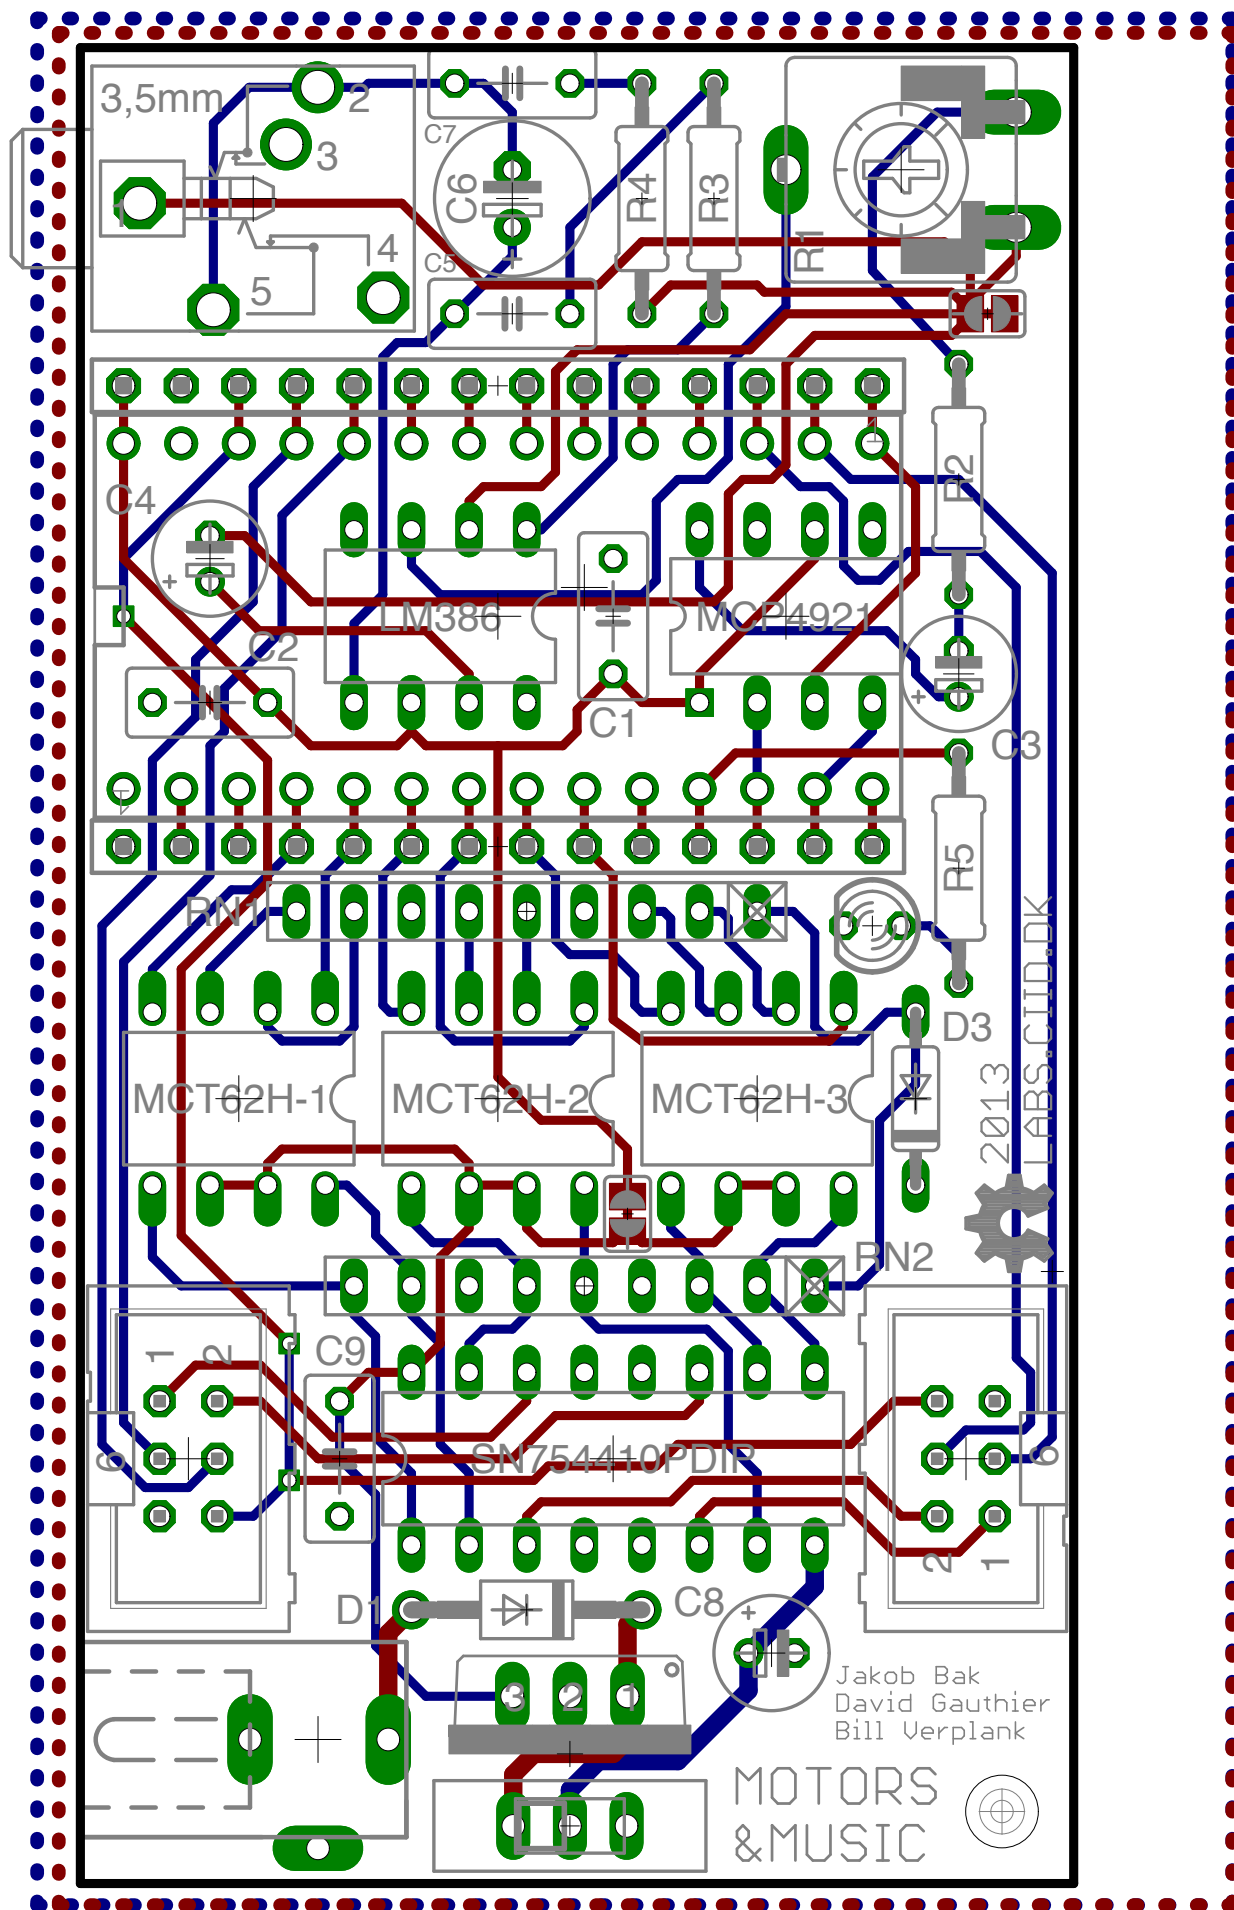 3,5mm
2
3
1
4
5
C7
C6
C5
R4
R3
R1
C4
R2
LM386
MCP4921
C2
C1
C3
1
1
RN1
R5
D3
MCT62H-1
MCT62H-2
MCT62H-3
2013
LABS.CIID.DK
RN2
C9
1
2
6
SN754410PDIP
6
2
1
D1
C8
3
2
1
Jakob Bak
David Gauthier
Bill Verplank
MOTORS
&MUSIC